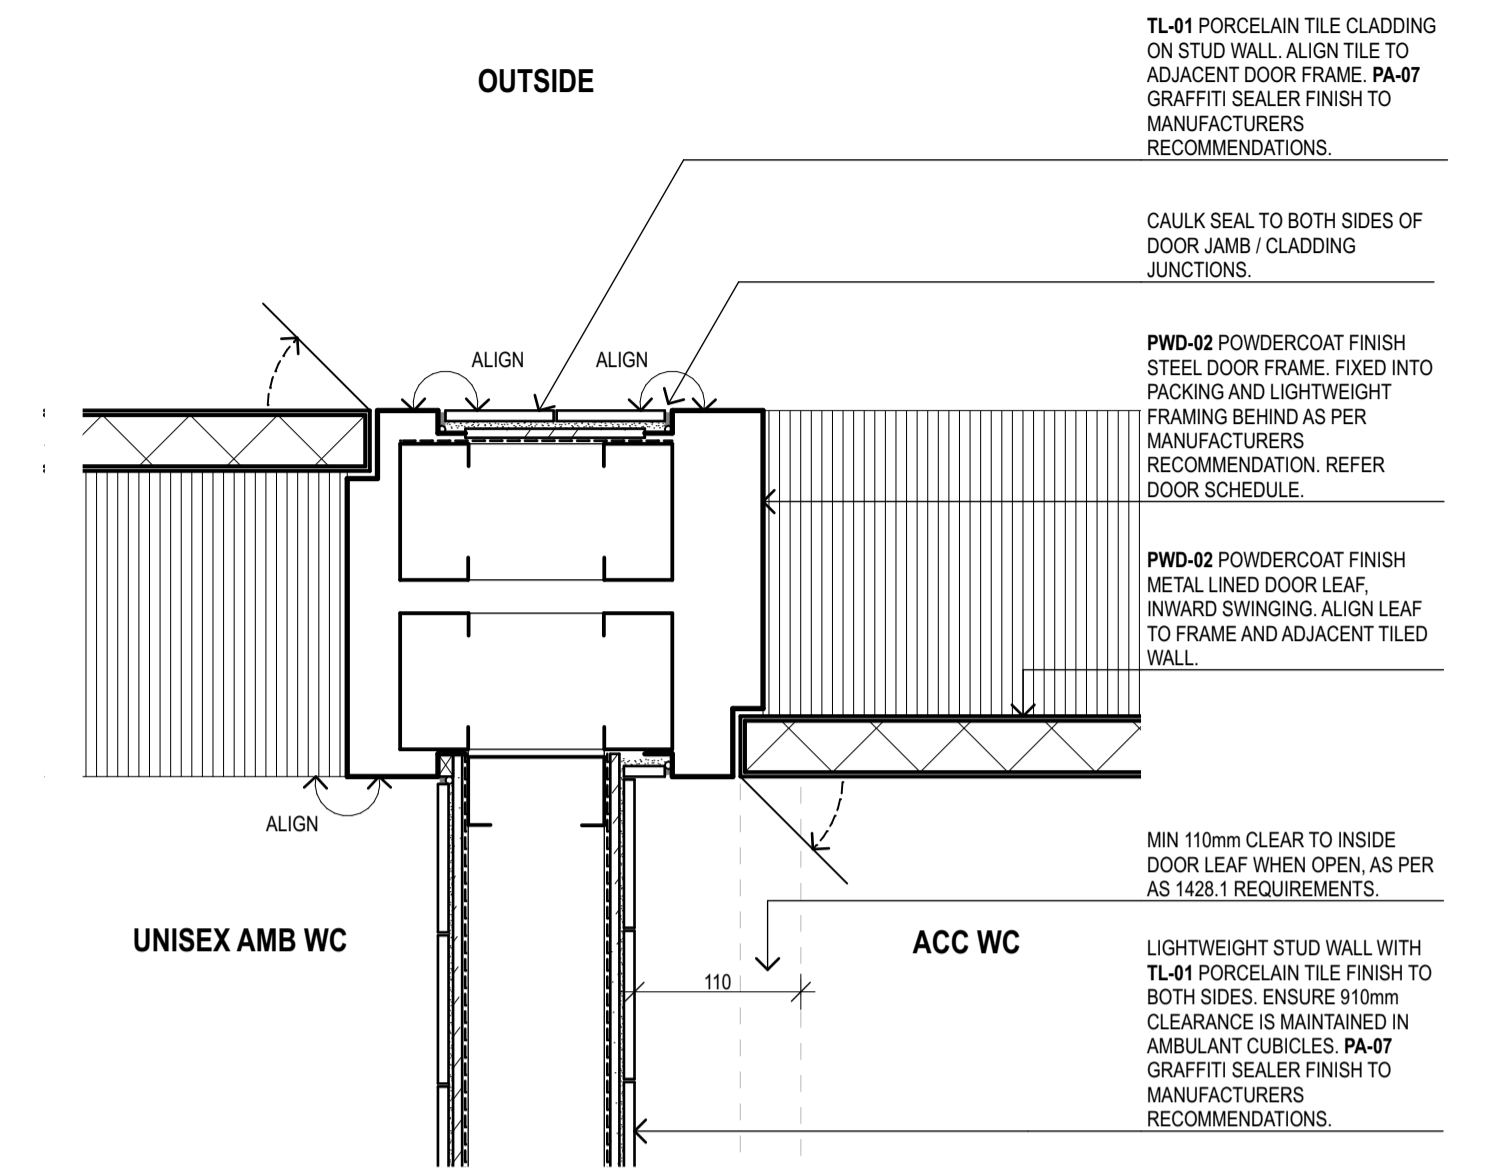 OUTSIDE
TL-01 PORCELAIN TILE CLADDING
ON STUD WALL. ALIGN TILE TO
ADJACENT DOOR FRAME. PA-07
GRAFFITI SEALER FINISH TO
MANUFACTURERS
RECOMMENDATIONS.
CAULK SEAL TO BOTH SIDES OF
DOOR JAMB / CLADDING
JUNCTIONS.
ALIGN
ALIGN
PWD-02 POWDERCOAT FINISH
STEEL DOOR FRAME. FIXED INTO
PACKING AND LIGHTWEIGHT
FRAMING BEHIND AS PER
MANUFACTURERS
RECOMMENDATION. REFER
DOOR SCHEDULE.
PWD-02 POWDERCOAT FINISH
METAL LINED DOOR LEAF,
INWARD SWINGING. ALIGN LEAF
TO FRAME AND ADJACENT TILED
WALL.
ALIGN
MIN 110mm CLEAR TO INSIDE
DOOR LEAF WHEN OPEN, AS PER
AS 1428.1 REQUIREMENTS.
UNISEX AMB WC
ACC WC
110
LIGHTWEIGHT STUD WALL WITH
TL-01 PORCELAIN TILE FINISH TO
BOTH SIDES. ENSURE 910mm
CLEARANCE IS MAINTAINED IN
AMBULANT CUBICLES. PA-07
GRAFFITI SEALER FINISH TO
MANUFACTURERS
RECOMMENDATIONS.